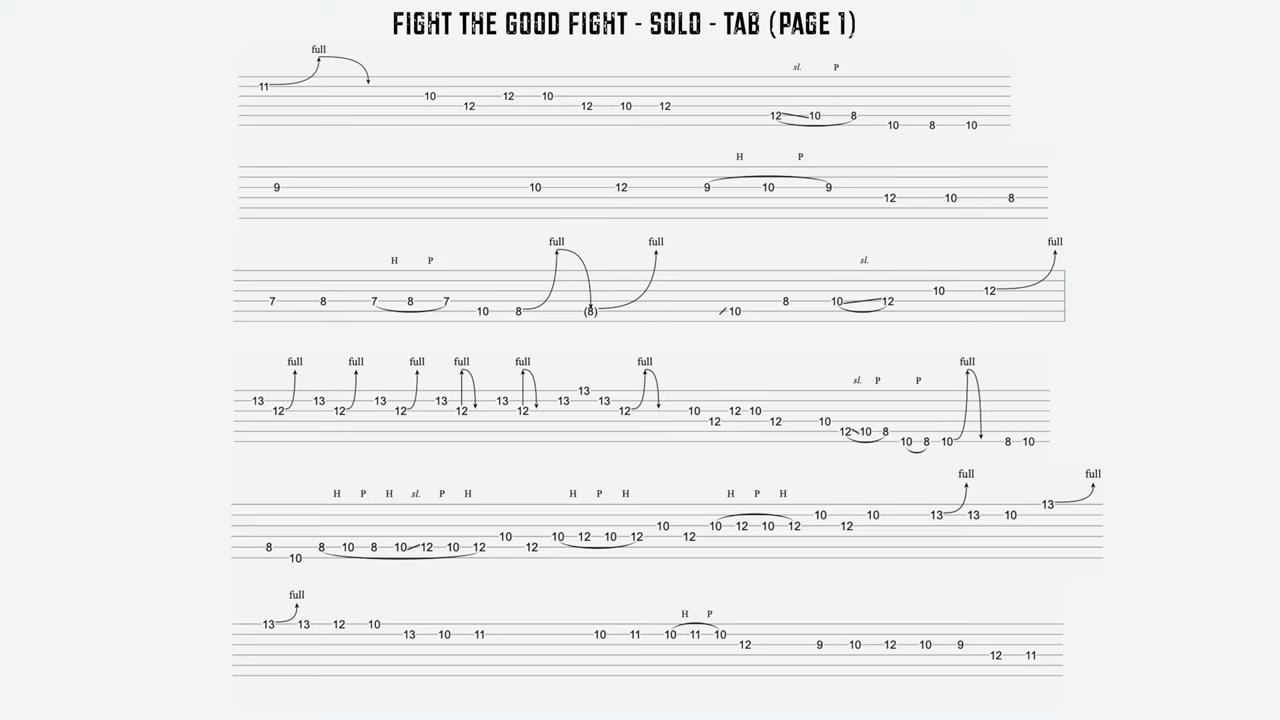 FIGHT THE GOOD FIGHT - SOLO - TAB (PAGE 1)
full
sl. P
11 10 12 12 10 12 10 12 12 10 8 10 8 10
H P
9 10 12 9 10 9 12 10 8
full full full
H P sl.
7 8 7 8 7 10 8 (8) 10 8 10 12 10 12
full full full full full full full
sl. P P
13 12 13 12 13 12 13 12 13 12 13 13 13 12 10 12 12 10 12 10 12 10 8 10 8 10 8 10
full full
H P H sl. P H H P H H P H
8 10 8 10 8 10 12 10 12 10 12 10 12 10 12 10 12 10 12 10 12 10 12 10 13 13 10 13
full
H P
13 13 12 10 13 10 11 10 11 10 11 10 12 9 10 12 10 9 12 11